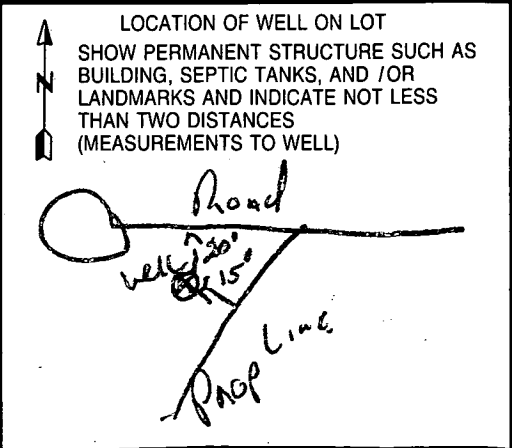 LOCATION OF WELL ON LOT
SHOW PERMANENT STRUCTURE SUCH AS
BUILDING, SEPTIC TANKS, AND /OR
LANDMARKS AND INDICATE NOT LESS
THAN TWO DISTANCES
(MEASUREMENTS TO WELL)
N
Road
well 20'
15'
Prop Line